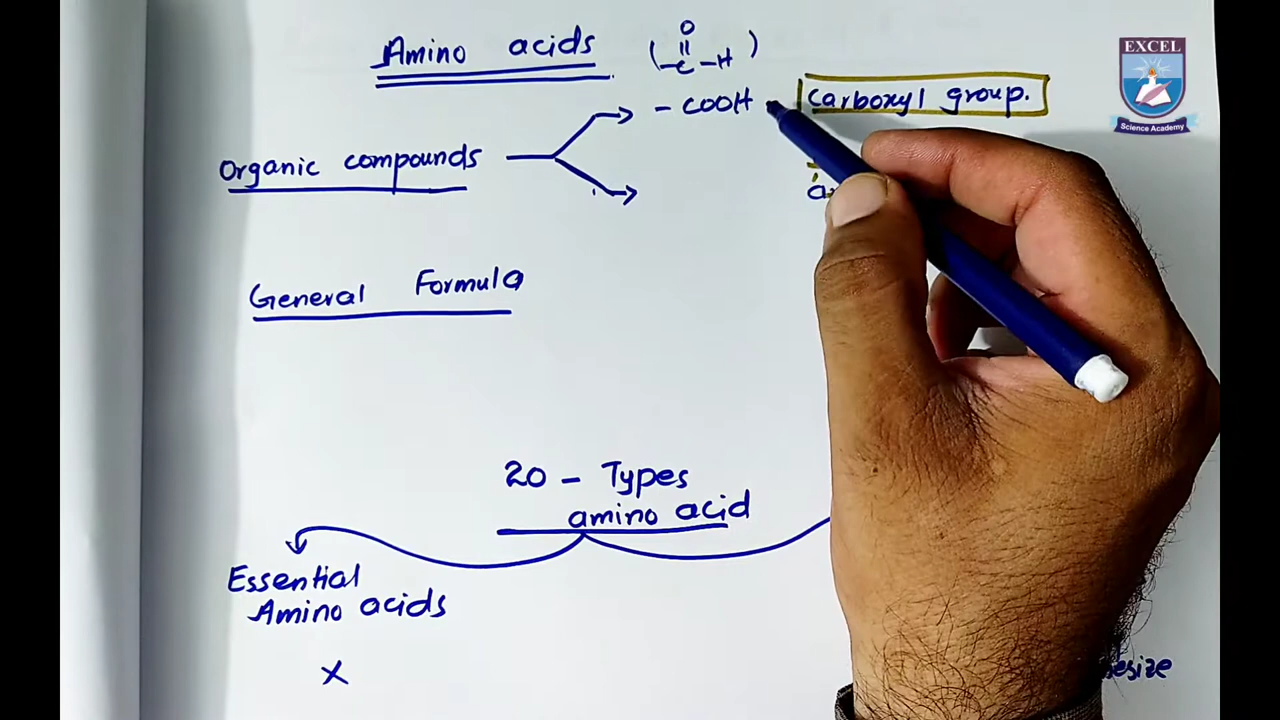 Amino acids
O
( - C - H )
- COOH
Carboxyl group.
Organic compounds
General Formula
20 - Types
amino acid
Essential
Amino acids
X
EXCEL
Science Academy